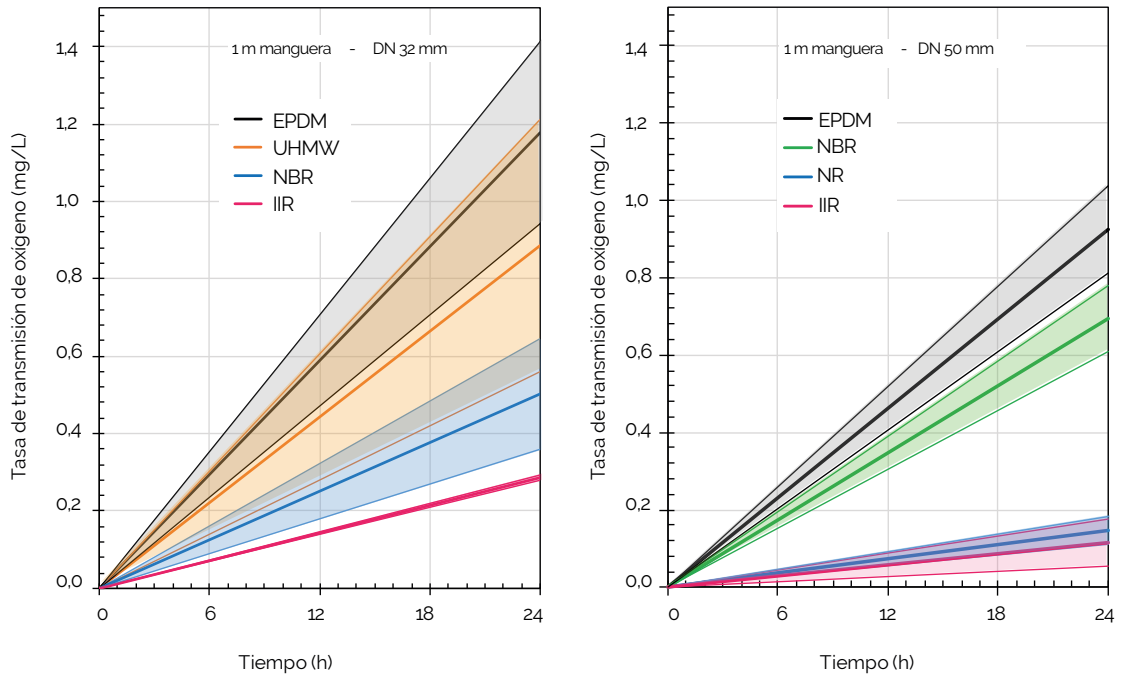 1 m manguera - DN 32 mm
EPDM
UHMW
NBR
IIR
Tasa de transmisión de oxígeno (mg/L)
1,4
1,2
1,0
0,8
0,6
0,4
0,2
0,0
0 6 12 18 24
Tiempo (h)
1 m manguera - DN 50 mm
EPDM
NBR
NR
IIR
Tasa de transmisión de oxígeno (mg/L)
1,4
1,2
1,0
0,8
0,6
0,4
0,2
0,0
0 6 12 18 24
Tiempo (h)